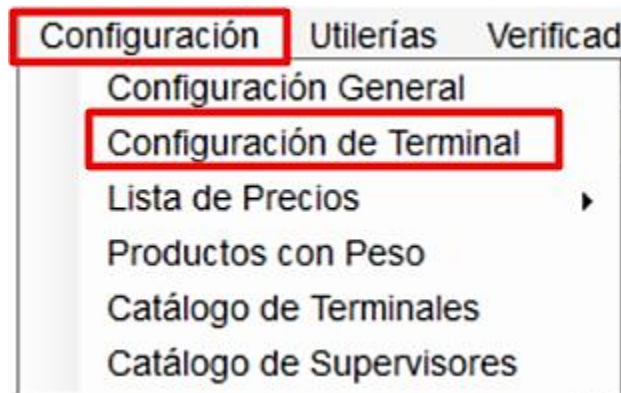 Configuración Utilerías Verificad
Configuración General
Configuración de Terminal
Lista de Precios
Productos con Peso
Catálogo de Terminales
Catálogo de Supervisores